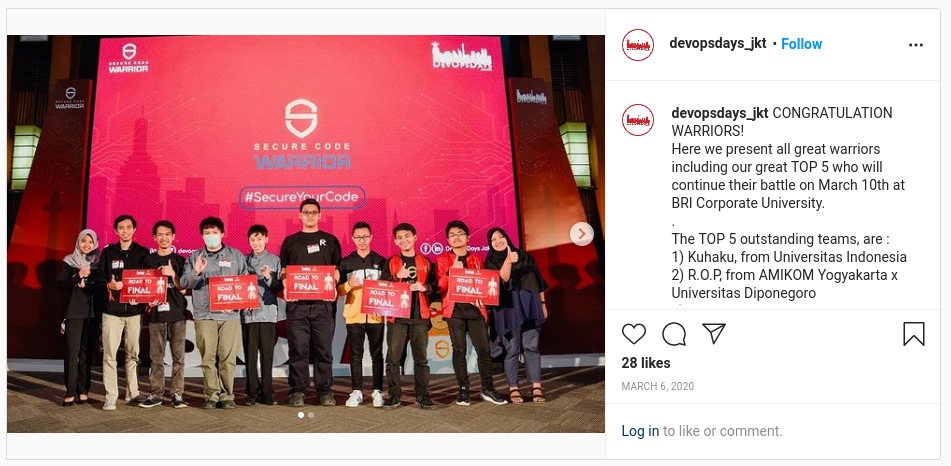 SECURE CODE
WARRIOR
DEVOPSDAYS
SECURE CODE
WARRIOR
SECURE CODE
WARRIOR
#SecureYourCode
ROAD TO
FINAL
ROAD TO
FINAL
ROAD TO
FINAL
ROAD TO
FINAL
ROAD TO
FINAL
devopsdays_jkt • Follow
devopsdays_jkt CONGRATULATION
WARRIORS!
Here we present all great warriors
including our great TOP 5 who will
continue their battle on March 10th at
BRI Corporate University.
.
The TOP 5 outstanding teams, are :
1) Kuhaku, from Universitas Indonesia
2) R.O.P, from AMIKOM Yogyakarta x
Universitas Diponegoro
28 likes
MARCH 6, 2020
Log in to like or comment.